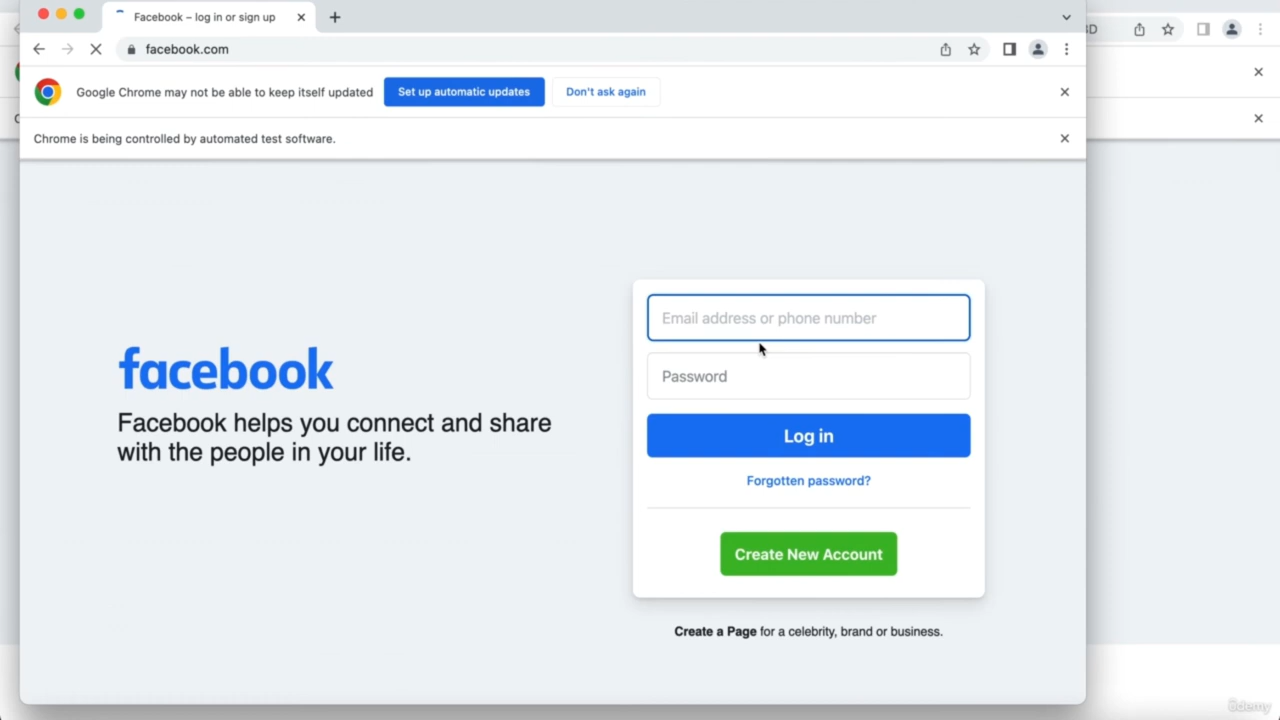 Facebook – log in or sign up
facebook.com
Google Chrome may not be able to keep itself updated
Set up automatic updates
Don't ask again
Chrome is being controlled by automated test software.
facebook
Facebook helps you connect and share
with the people in your life.
Email address or phone number
Password
Log in
Forgotten password?
Create New Account
Create a Page for a celebrity, brand or business.
ûdemy